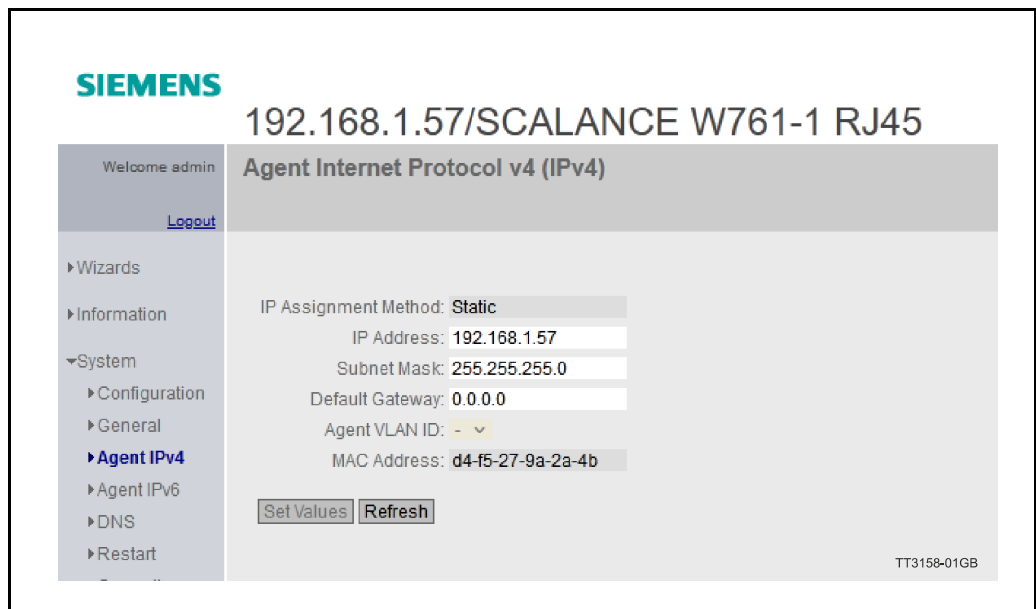 SIEMENS
192.168.1.57/SCALANCE W761-1 RJ45
Welcome admin
Logout
Agent Internet Protocol v4 (IPv4)
Wizards
Information
System
Configuration
General
Agent IPv4
Agent IPv6
DNS
Restart
IP Assignment Method: Static
IP Address: 192.168.1.57
Subnet Mask: 255.255.255.0
Default Gateway: 0.0.0.0
Agent VLAN ID: -
MAC Address: d4-f5-27-9a-2a-4b
Set Values Refresh
TT3158-01GB